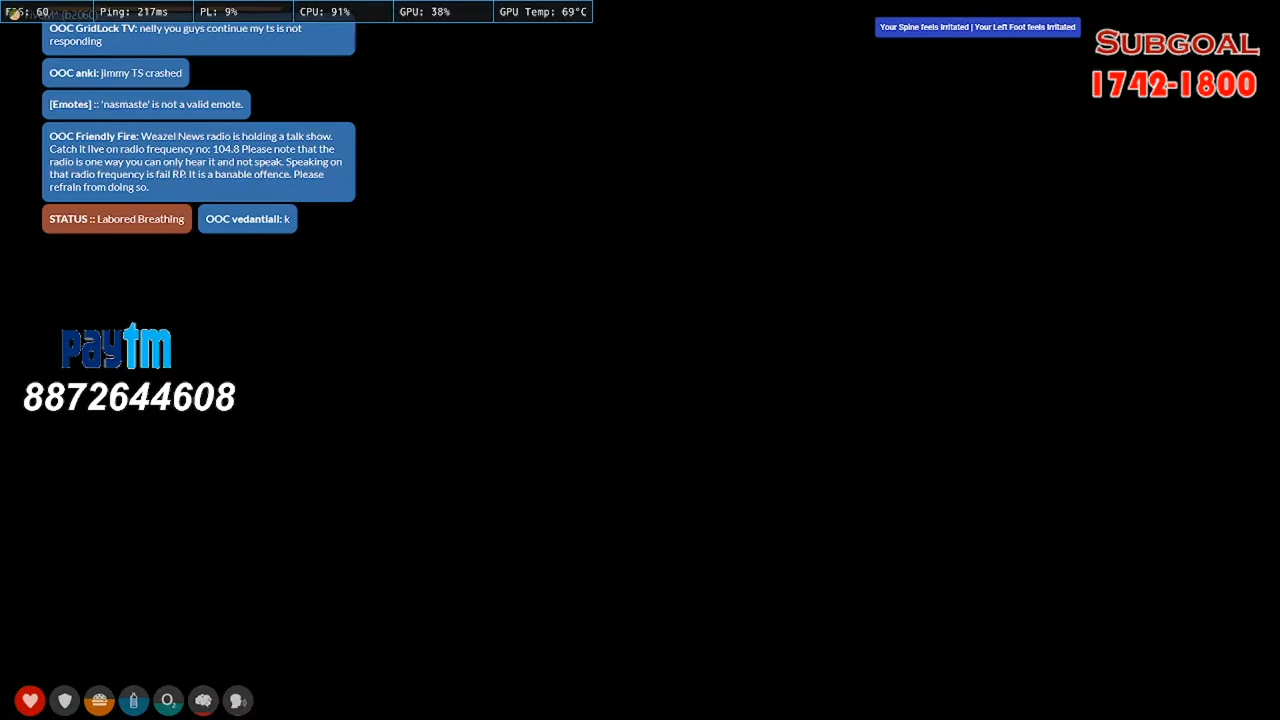 FPS: 60 Ping: 217ms PL: 9% CPU: 91% GPU: 38% GPU Temp: 69°C
OOC GridLock TV: nelly you guys continue my ts is not
responding
OOC anki: jimmy TS crashed
[Emotes] :: 'nasmaste' is not a valid emote.
OOC Friendly Fire: Weazel News radio is holding a talk show.
Catch it live on radio frequency no: 104.8 Please note that the
radio is one way you can only hear it and not speak. Speaking on
that radio frequency is fail RP. It is a banable offence. Please
refrain from doing so.
STATUS :: Labored Breathing
OOC vedantiali: k
Your Spine feels irritated | Your Left Foot feels irritated
SUBGOAL
1742-1800
paytm
8872644608
O2